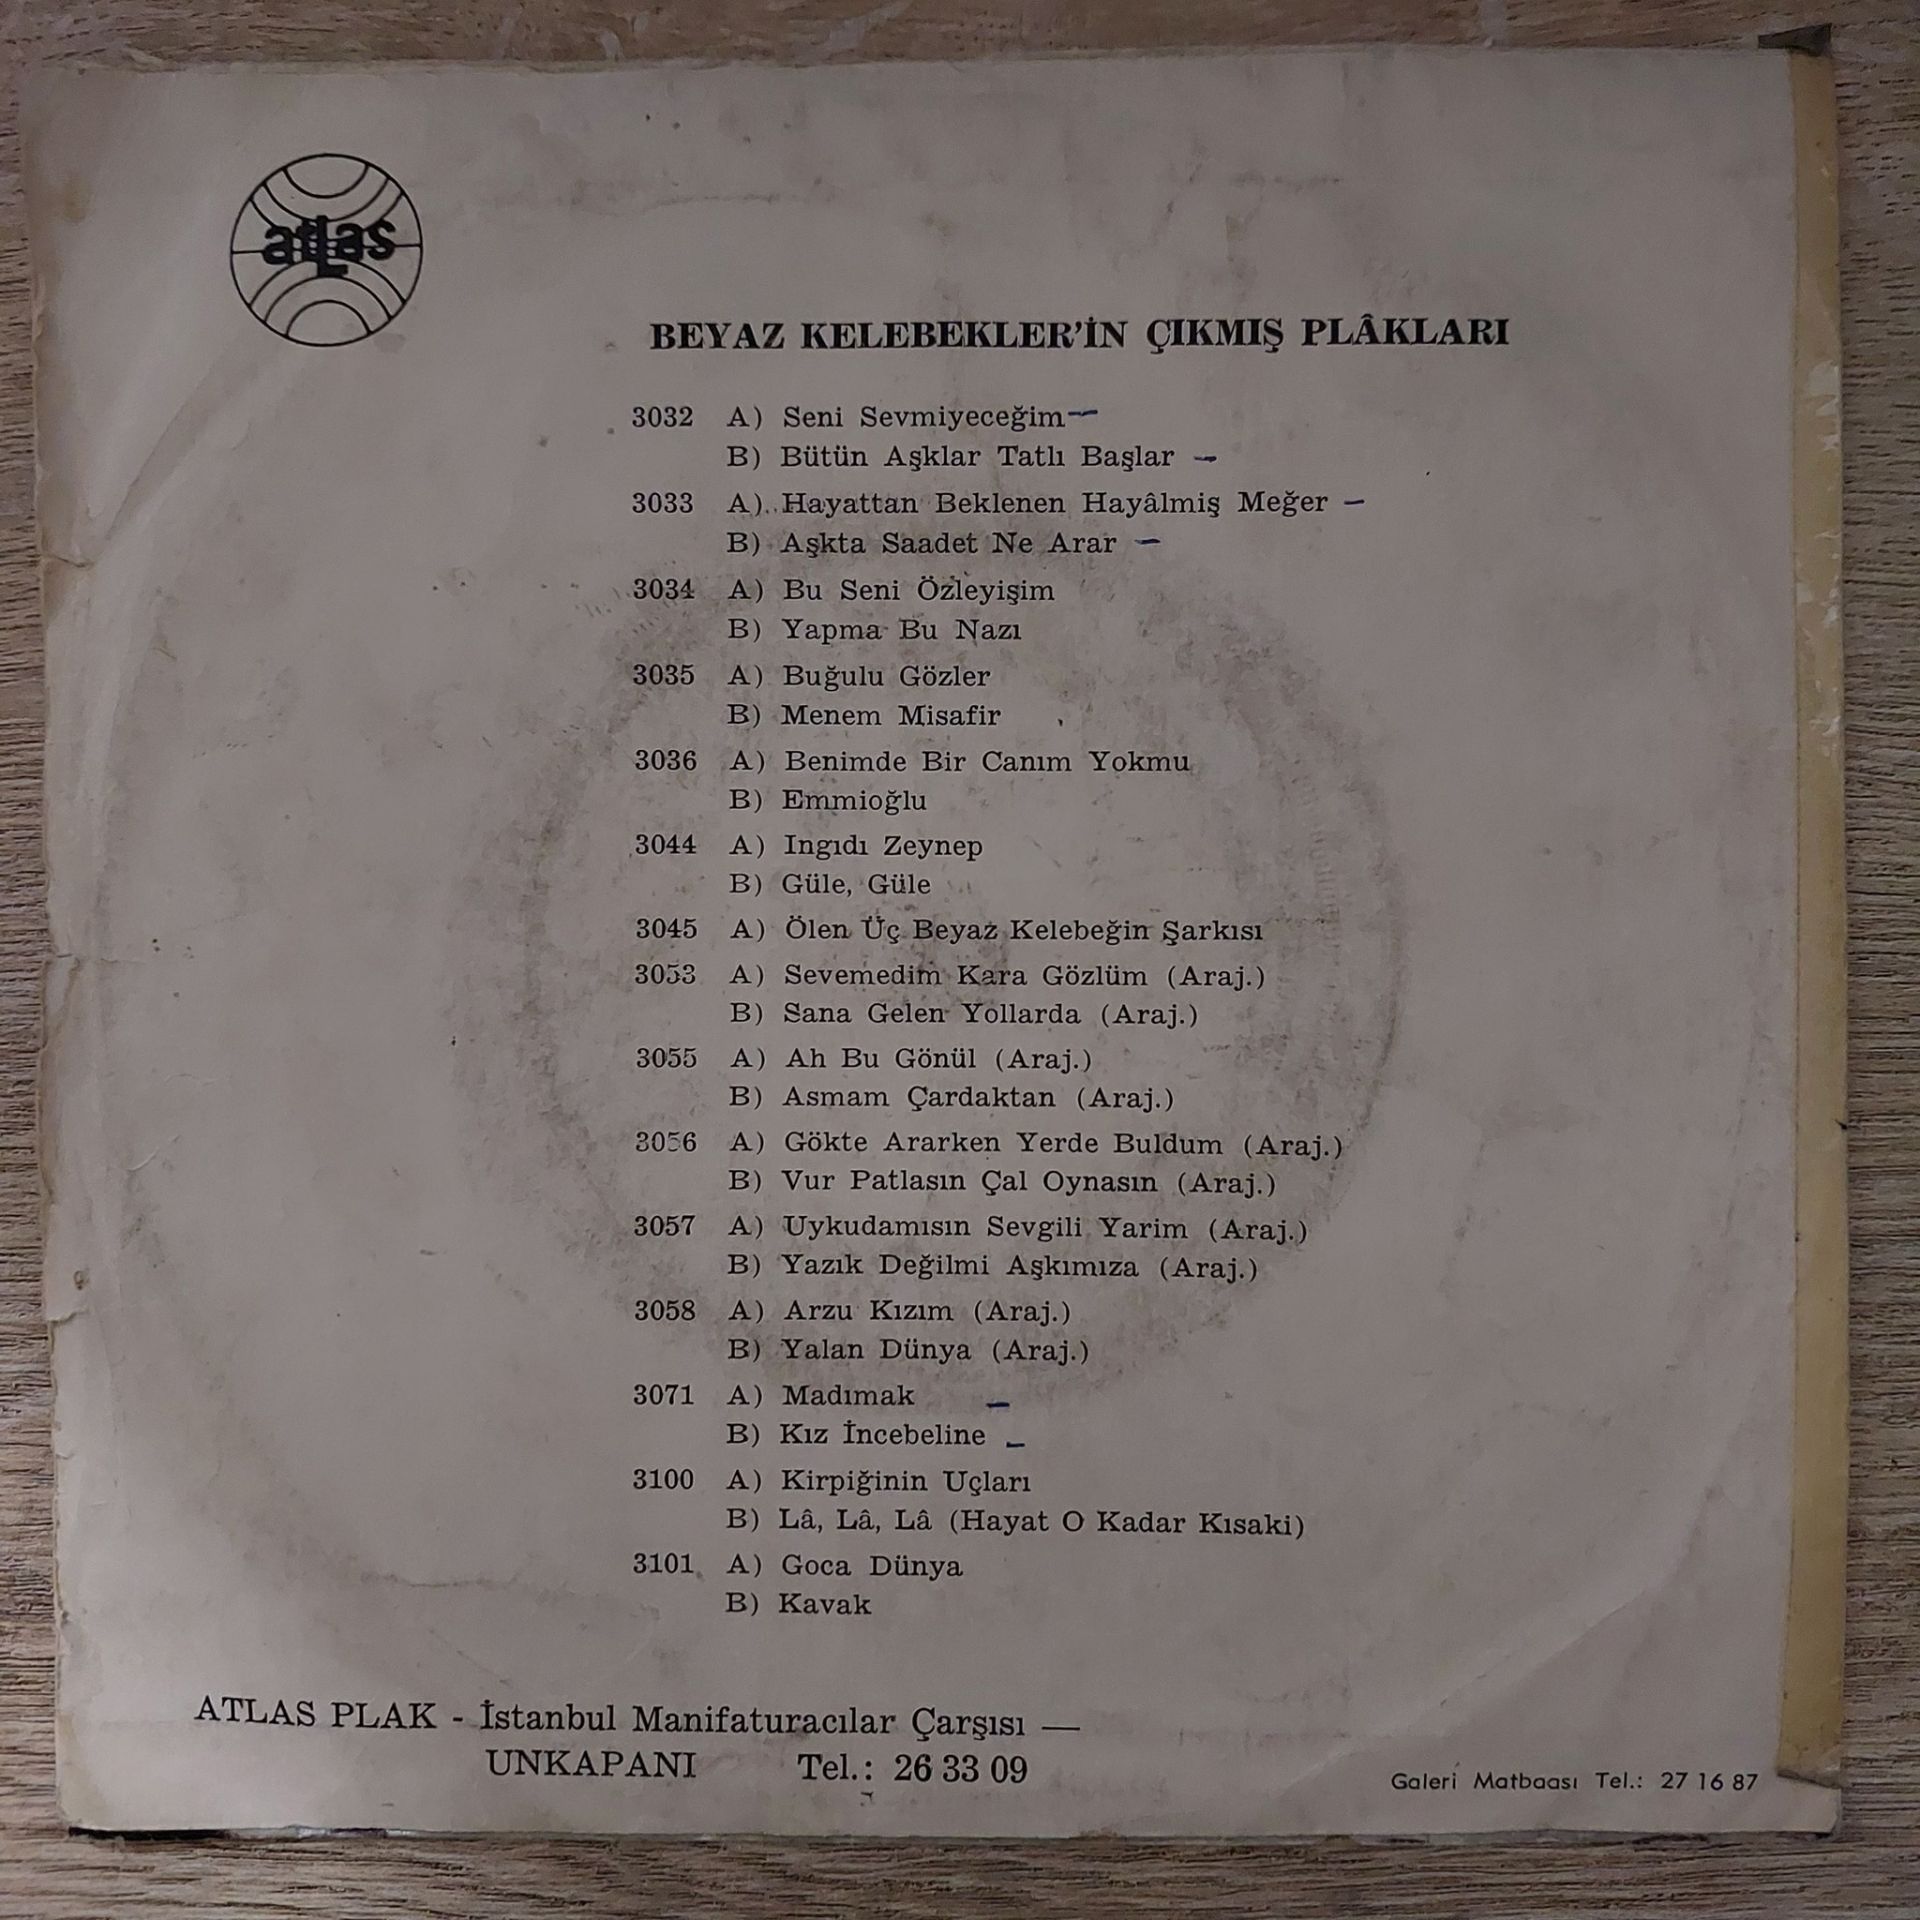 atLas
BEYAZ KELEBEKLER'İN ÇIKMIŞ PLÂKLARI
3032 A) Seni Sevmiyeceğim
B) Bütün Aşklar Tatlı Başlar
3033 A) Hayattan Beklenen Hayâlmiş Meğer
B) Aşkta Saadet Ne Arar
3034 A) Bu Seni Özleyişim
B) Yapma Bu Nazı
3035 A) Buğulu Gözler
B) Menem Misafir
3036 A) Benimde Bir Canım Yokmu
B) Emmioğlu
3044 A) Ingıdı Zeynep
B) Güle, Güle
3045 A) Ölen Üç Beyaz Kelebeğin Şarkısı
3053 A) Sevemedim Kara Gözlüm (Araj.)
B) Sana Gelen Yollarda (Araj.)
3055 A) Ah Bu Gönül (Araj.)
B) Asmam Çardaktan (Araj.)
3056 A) Gökte Ararken Yerde Buldum (Araj.)
B) Vur Patlasın Çal Oynasın (Araj.)
3057 A) Uykudamısın Sevgili Yarim (Araj.)
B) Yazık Değilmi Aşkımıza (Araj.)
3058 A) Arzu Kızım (Araj.)
B) Yalan Dünya (Araj.)
3071 A) Madımak
B) Kız İncebeline
3100 A) Kirpiğinin Uçları
B) Lâ, Lâ, Lâ (Hayat O Kadar Kısaki)
3101 A) Goca Dünya
B) Kavak
ATLAS PLAK - İstanbul Manifaturacılar Çarşısı —
UNKAPANI Tel.: 26 33 09
Galeri Matbaası Tel.: 27 16 87